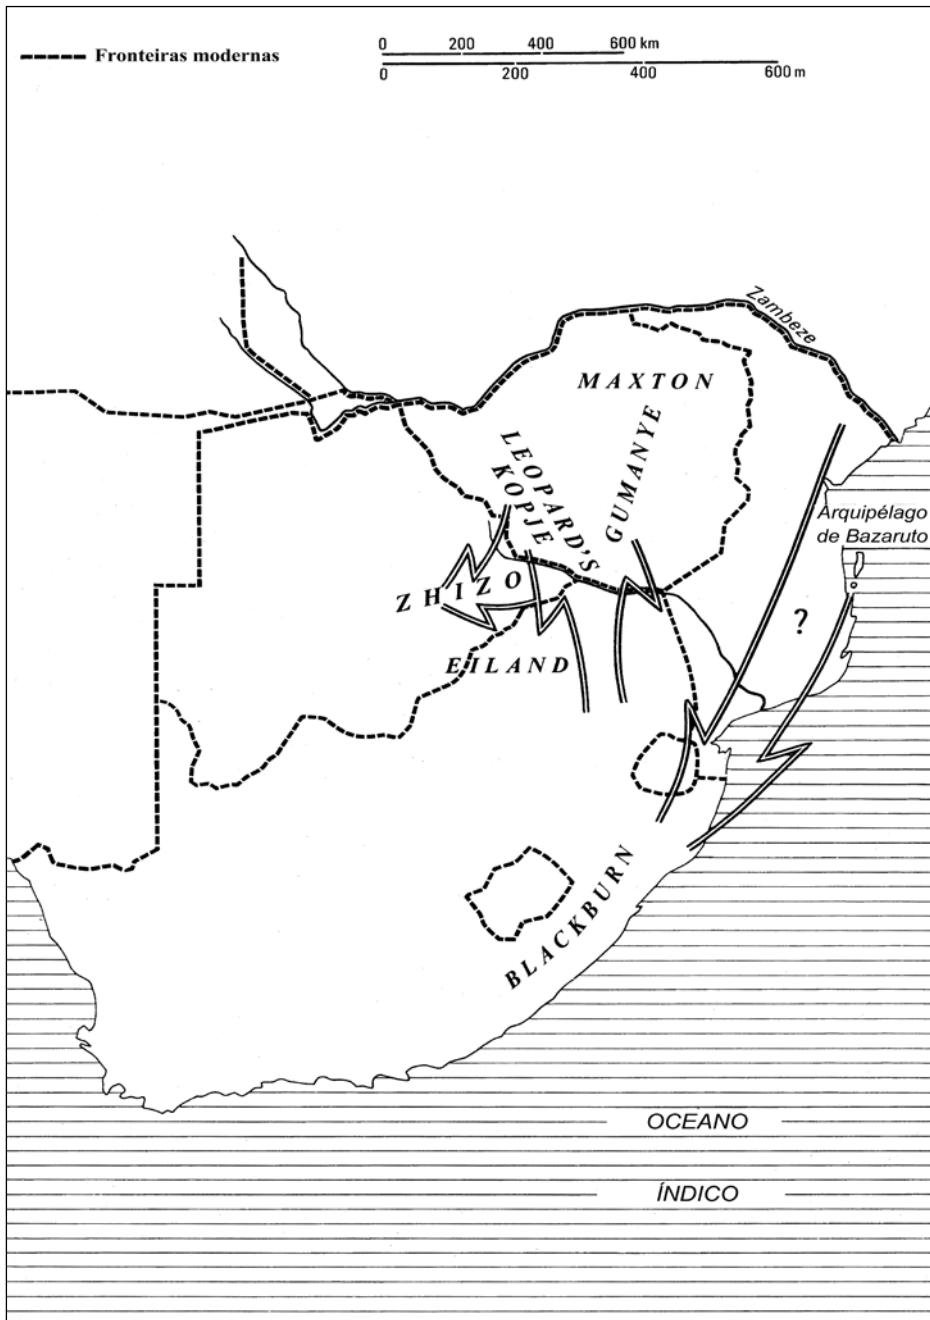 Fronteiras modernas
0 200 400 600 km
0 200 400 600 m
Zambeze
MAXTON
LEOPARD'S
KOPJE
GUMANYE
Arquipélago
de Bazaruto
ZHIZO
?
EILAND
BLACKBURN
OCEANO
ÍNDICO